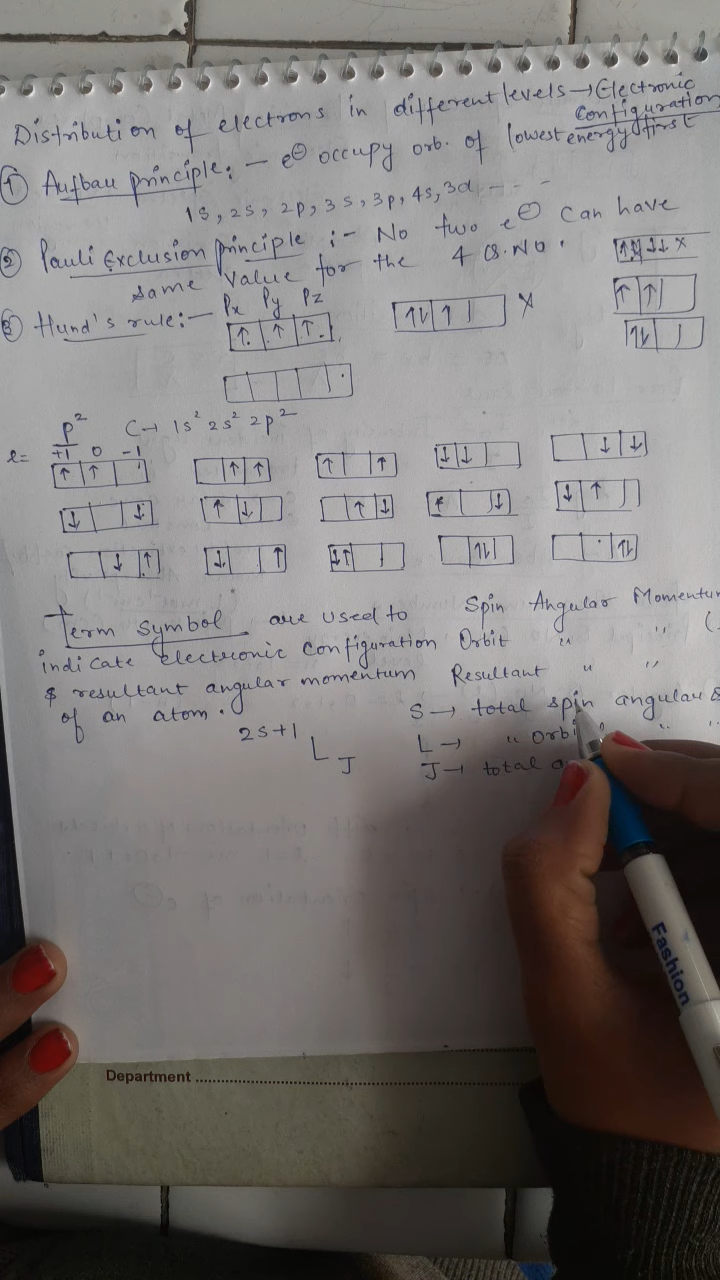 Distribution of electrons in different levels → Electronic
Configuration
① Aufbau principle: - e⊖ occupy orb. of lowest energy first
1s, 2s, 2p, 3s, 3p, 4s, 3d - - -
② Pauli Exclusion principle :- No two e⊖ can have
same value for the 4 Q.No.
↑↑↓↓ x
③ Hund's rule:- Px Py Pz
↑ ↑ ↑
↑↓ ↑ X
↑ ↑
↑↓
p² C → 1s² 2s² 2p²
l= +1 0 -1
↑ ↑ ↑ ↑ ↑ ↑ ↓ ↓ ↓ ↓
↓ ↓ ↑ ↓ ↑ ↓ ↑ ↓ ↓ ↑
↓ ↑ ↓ ↑ ↓↑ ↑↓ ↑↓
Term symbol are used to
indicate electronic configuration
& resultant angular momentum
of an atom.
Spin Angular Momentum
Orbit " " (
Resultant " "
2s+1 L J
S → total spin angular
L → " Orbi " "
J → total a
Department
Fashion